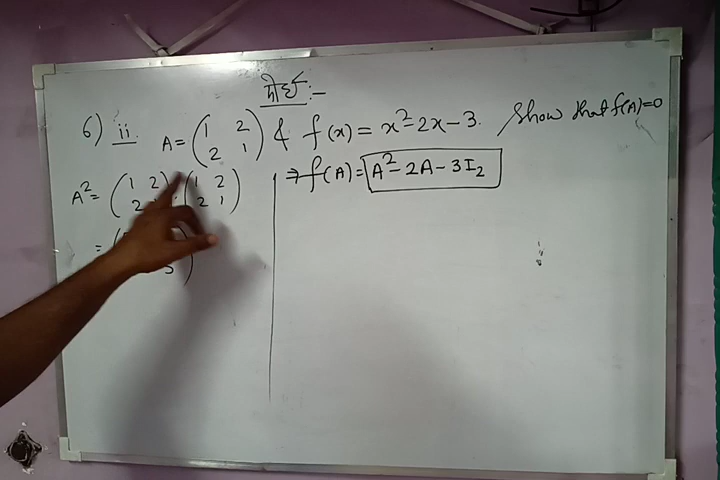 6) ii. A = (1 2 2 1) & f(x) = x²-2x-3. Show that f(A)=0
A² = (1 2 2 (1 2 2 1)
⇒ f(A) = A²-2A-3I₂
= ( 5 )